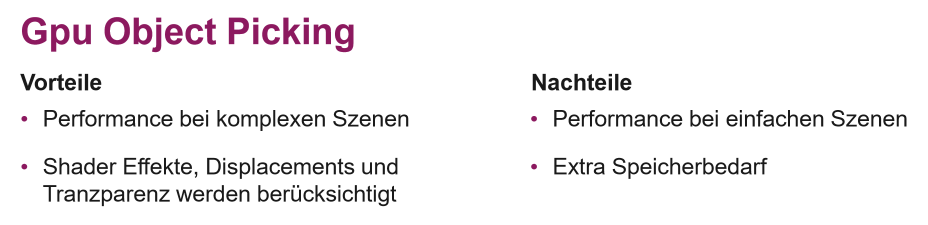 Gpu Object Picking
Vorteile
• Performance bei komplexen Szenen
• Shader Effekte, Displacements und
Tranzparenz werden berücksichtigt
Nachteile
• Performance bei einfachen Szenen
• Extra Speicherbedarf